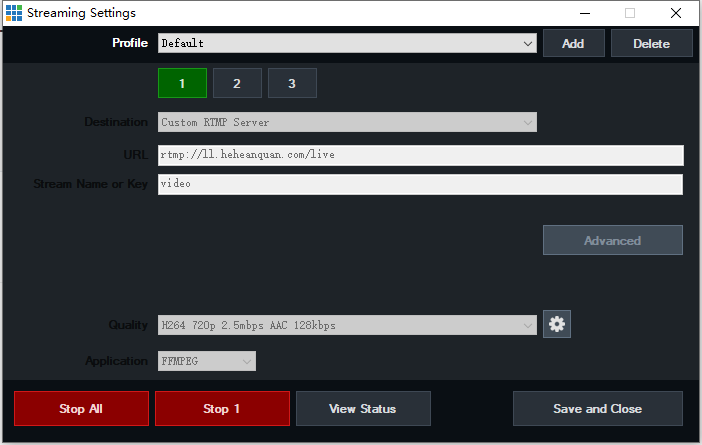 Streaming Settings
Profile Default Add Delete
1 2 3
Destination Custom RTMP Server
URL rtmp://ll.heheanquan.com/live
Stream Name or Key video
Advanced
Quality H264 720p 2.5mbps AAC 128kbps
Application FFMPEG
Stop All Stop 1 View Status Save and Close